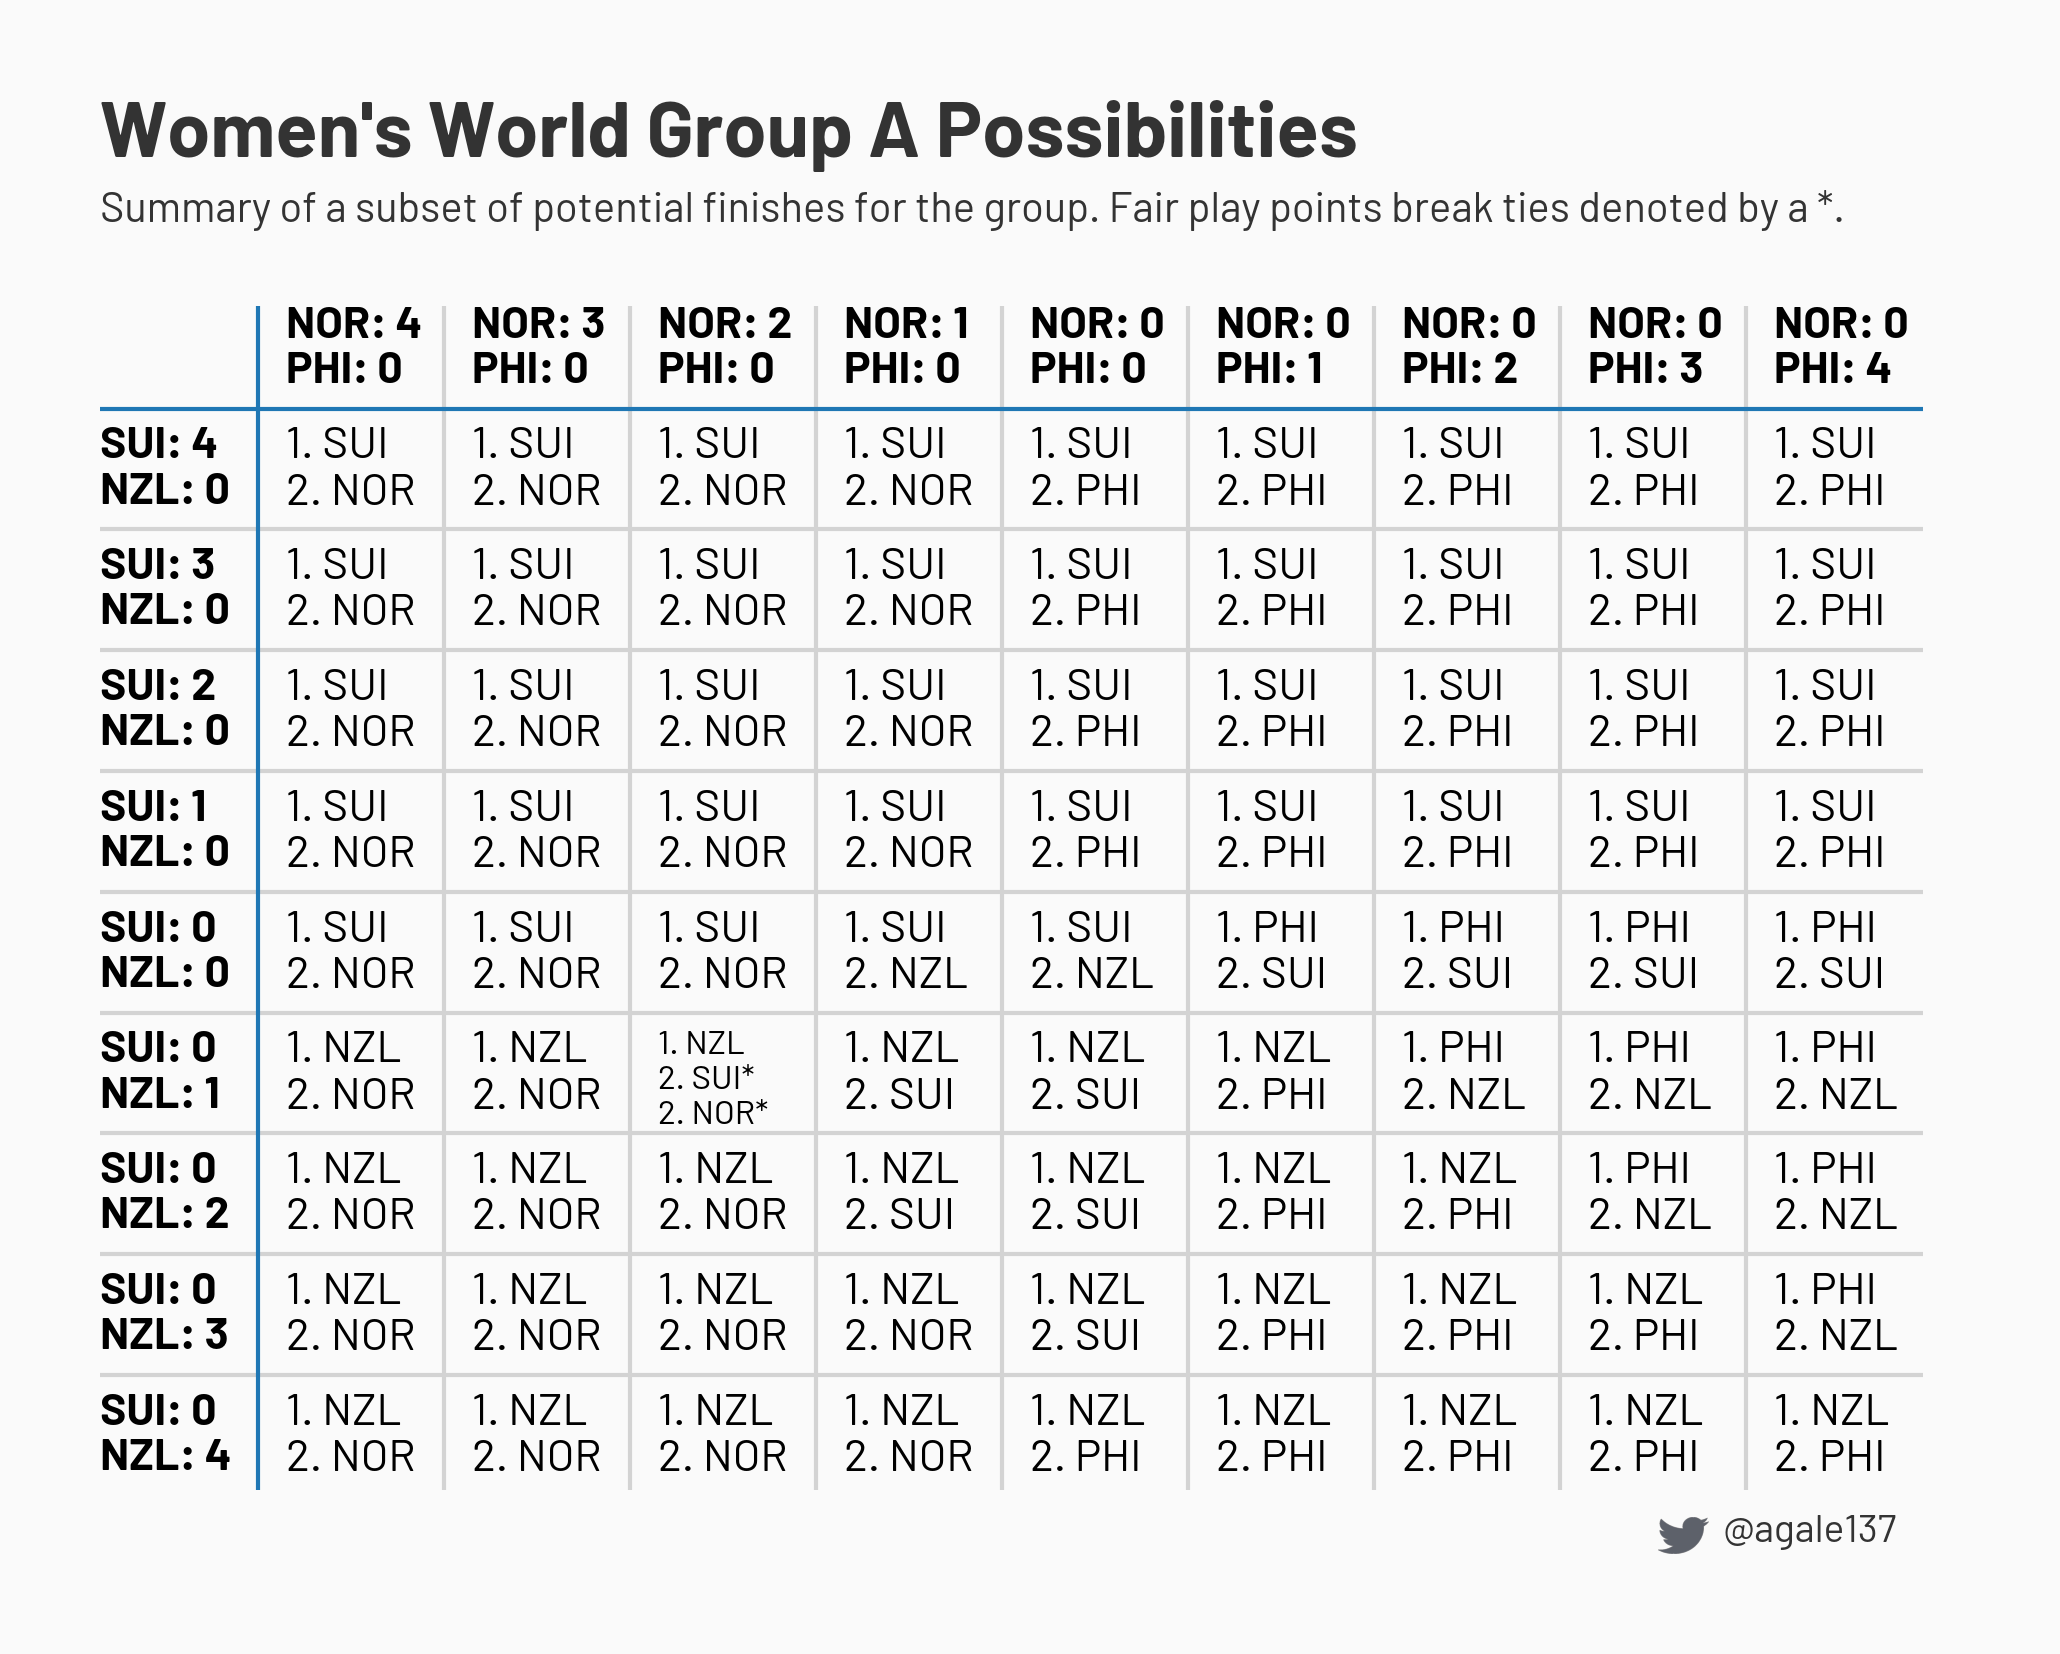 Women's World Group A Possibilities
Summary of a subset of potential finishes for the group. Fair play points break ties denoted by a *.
NOR: 4 NOR: 3 NOR: 2 NOR: 1 NOR: 0 NOR: 0 NOR: 0 NOR: 0 NOR: 0
PHI: 0 PHI: 0 PHI: 0 PHI: 0 PHI: 0 PHI: 1 PHI: 2 PHI: 3 PHI: 4
SUI: 4 1. SUI 1. SUI 1. SUI 1. SUI 1. SUI 1. SUI 1. SUI 1. SUI 1. SUI
NZL: 0 2. NOR 2. NOR 2. NOR 2. NOR 2. PHI 2. PHI 2. PHI 2. PHI 2. PHI
SUI: 3 1. SUI 1. SUI 1. SUI 1. SUI 1. SUI 1. SUI 1. SUI 1. SUI 1. SUI
NZL: 0 2. NOR 2. NOR 2. NOR 2. NOR 2. PHI 2. PHI 2. PHI 2. PHI 2. PHI
SUI: 2 1. SUI 1. SUI 1. SUI 1. SUI 1. SUI 1. SUI 1. SUI 1. SUI 1. SUI
NZL: 0 2. NOR 2. NOR 2. NOR 2. NOR 2. PHI 2. PHI 2. PHI 2. PHI 2. PHI
SUI: 1 1. SUI 1. SUI 1. SUI 1. SUI 1. SUI 1. SUI 1. SUI 1. SUI 1. SUI
NZL: 0 2. NOR 2. NOR 2. NOR 2. NOR 2. PHI 2. PHI 2. PHI 2. PHI 2. PHI
SUI: 0 1. SUI 1. SUI 1. SUI 1. SUI 1. SUI 1. PHI 1. PHI 1. PHI 1. PHI
NZL: 0 2. NOR 2. NOR 2. NOR 2. NZL 2. NZL 2. SUI 2. SUI 2. SUI 2. SUI
SUI: 0 1. NZL 1. NZL 1. NZL 1. NZL 1. NZL 1. NZL 1. PHI 1. PHI 1. PHI
2. SUI*
NZL: 1 2. NOR 2. NOR 2. NOR* 2. SUI 2. SUI 2. PHI 2. NZL 2. NZL 2. NZL
SUI: 0 1. NZL 1. NZL 1. NZL 1. NZL 1. NZL 1. NZL 1. NZL 1. PHI 1. PHI
NZL: 2 2. NOR 2. NOR 2. NOR 2. SUI 2. SUI 2. PHI 2. PHI 2. NZL 2. NZL
SUI: 0 1. NZL 1. NZL 1. NZL 1. NZL 1. NZL 1. NZL 1. NZL 1. NZL 1. PHI
NZL: 3 2. NOR 2. NOR 2. NOR 2. NOR 2. SUI 2. PHI 2. PHI 2. PHI 2. NZL
SUI: 0 1. NZL 1. NZL 1. NZL 1. NZL 1. NZL 1. NZL 1. NZL 1. NZL 1. NZL
NZL: 4 2. NOR 2. NOR 2. NOR 2. NOR 2. PHI 2. PHI 2. PHI 2. PHI 2. PHI
@agale137